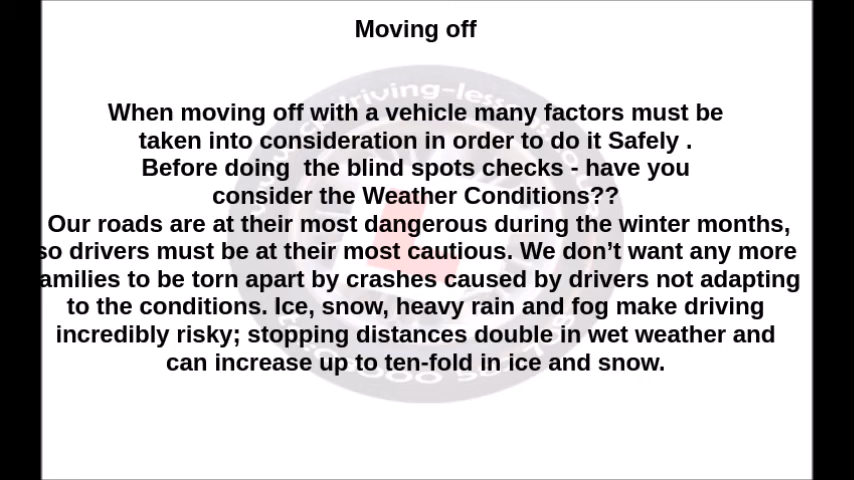 Moving off
When moving off with a vehicle many factors must be
taken into consideration in order to do it Safely .
Before doing  the blind spots checks - have you
consider the Weather Conditions??
Our roads are at their most dangerous during the winter months,
so drivers must be at their most cautious. We don’t want any more
amilies to be torn apart by crashes caused by drivers not adapting
to the conditions. Ice, snow, heavy rain and fog make driving
incredibly risky; stopping distances double in wet weather and
can increase up to ten-fold in ice and snow.